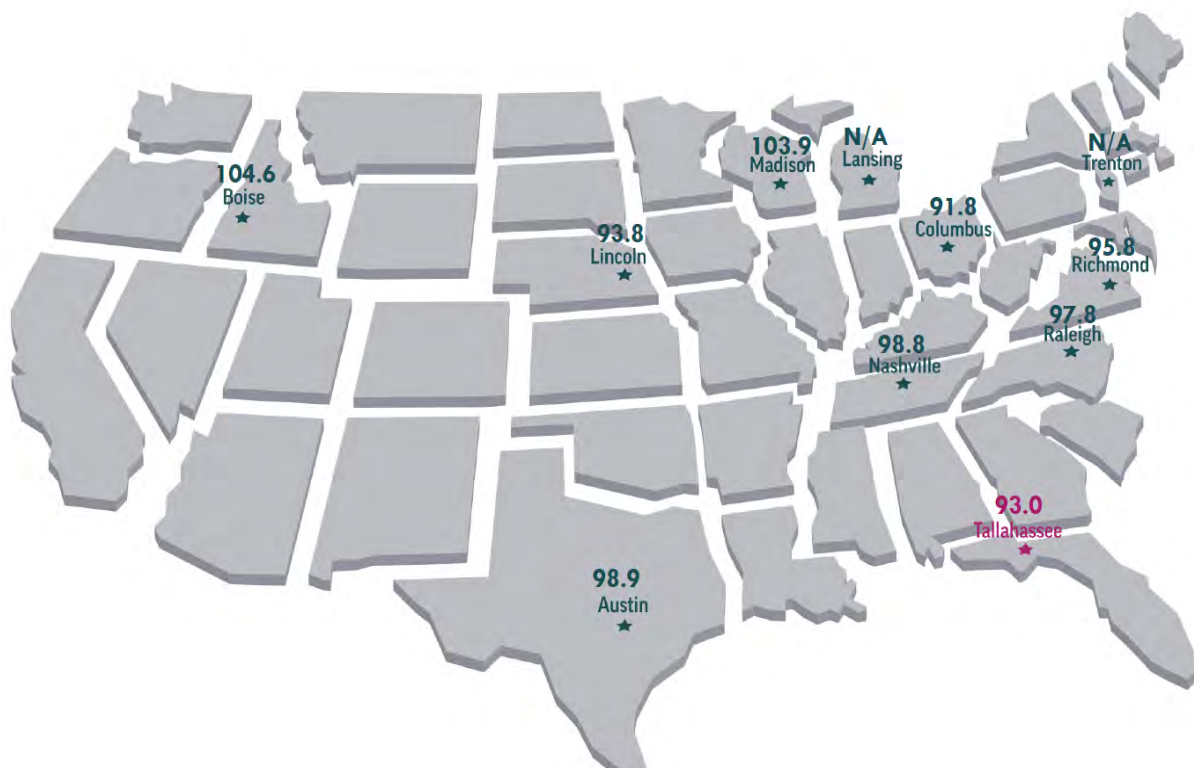 103.9
Madison
N/A
Lansing
N/A
Trenton
104.6
Boise
91.8
Columbus
93.8
Lincoln
95.8
Richmond
97.8
Raleigh
98.8
Nashville
93.0
Tallahassee
98.9
Austin